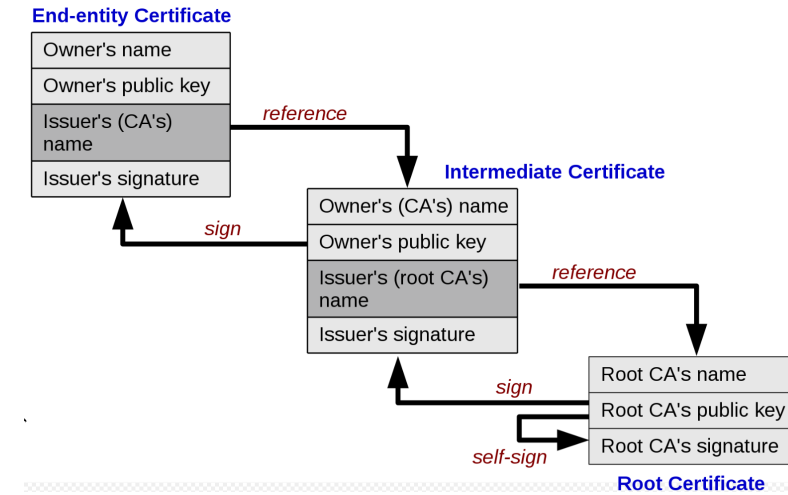 End-entity Certificate
Owner's name
Owner's public key
Issuer's (CA's)
name
Issuer's signature
reference
sign
Intermediate Certificate
Owner's (CA's) name
Owner's public key
Issuer's (root CA's)
name
Issuer's signature
reference
sign
self-sign
Root CA's name
Root CA's public key
Root CA's signature
Root Certificate